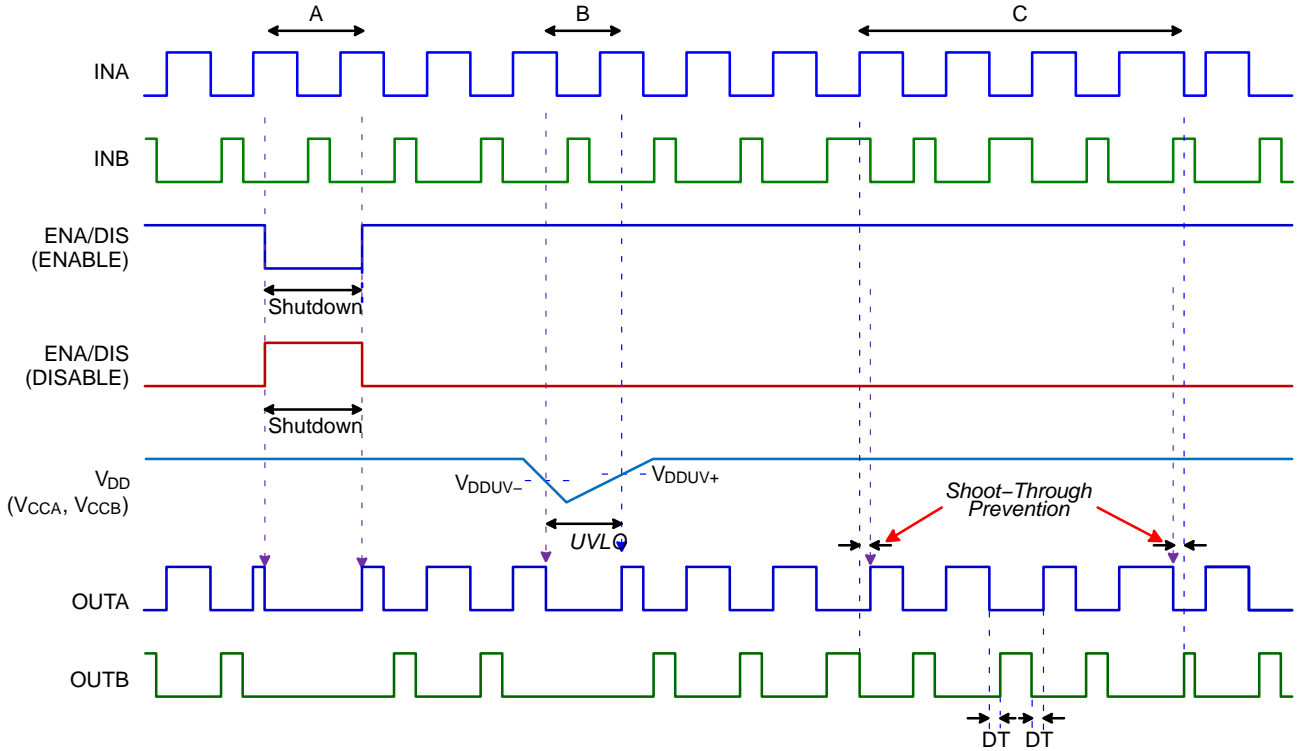 A
B
C
INA
INB
ENA/DIS
(ENABLE)
Shutdown
ENA/DIS
(DISABLE)
Shutdown
VDD
(VCCA, VCCB)
VDDUV−
VDDUV+
UVLO
Shoot−Through
Prevention
OUTA
OUTB
DT
DT